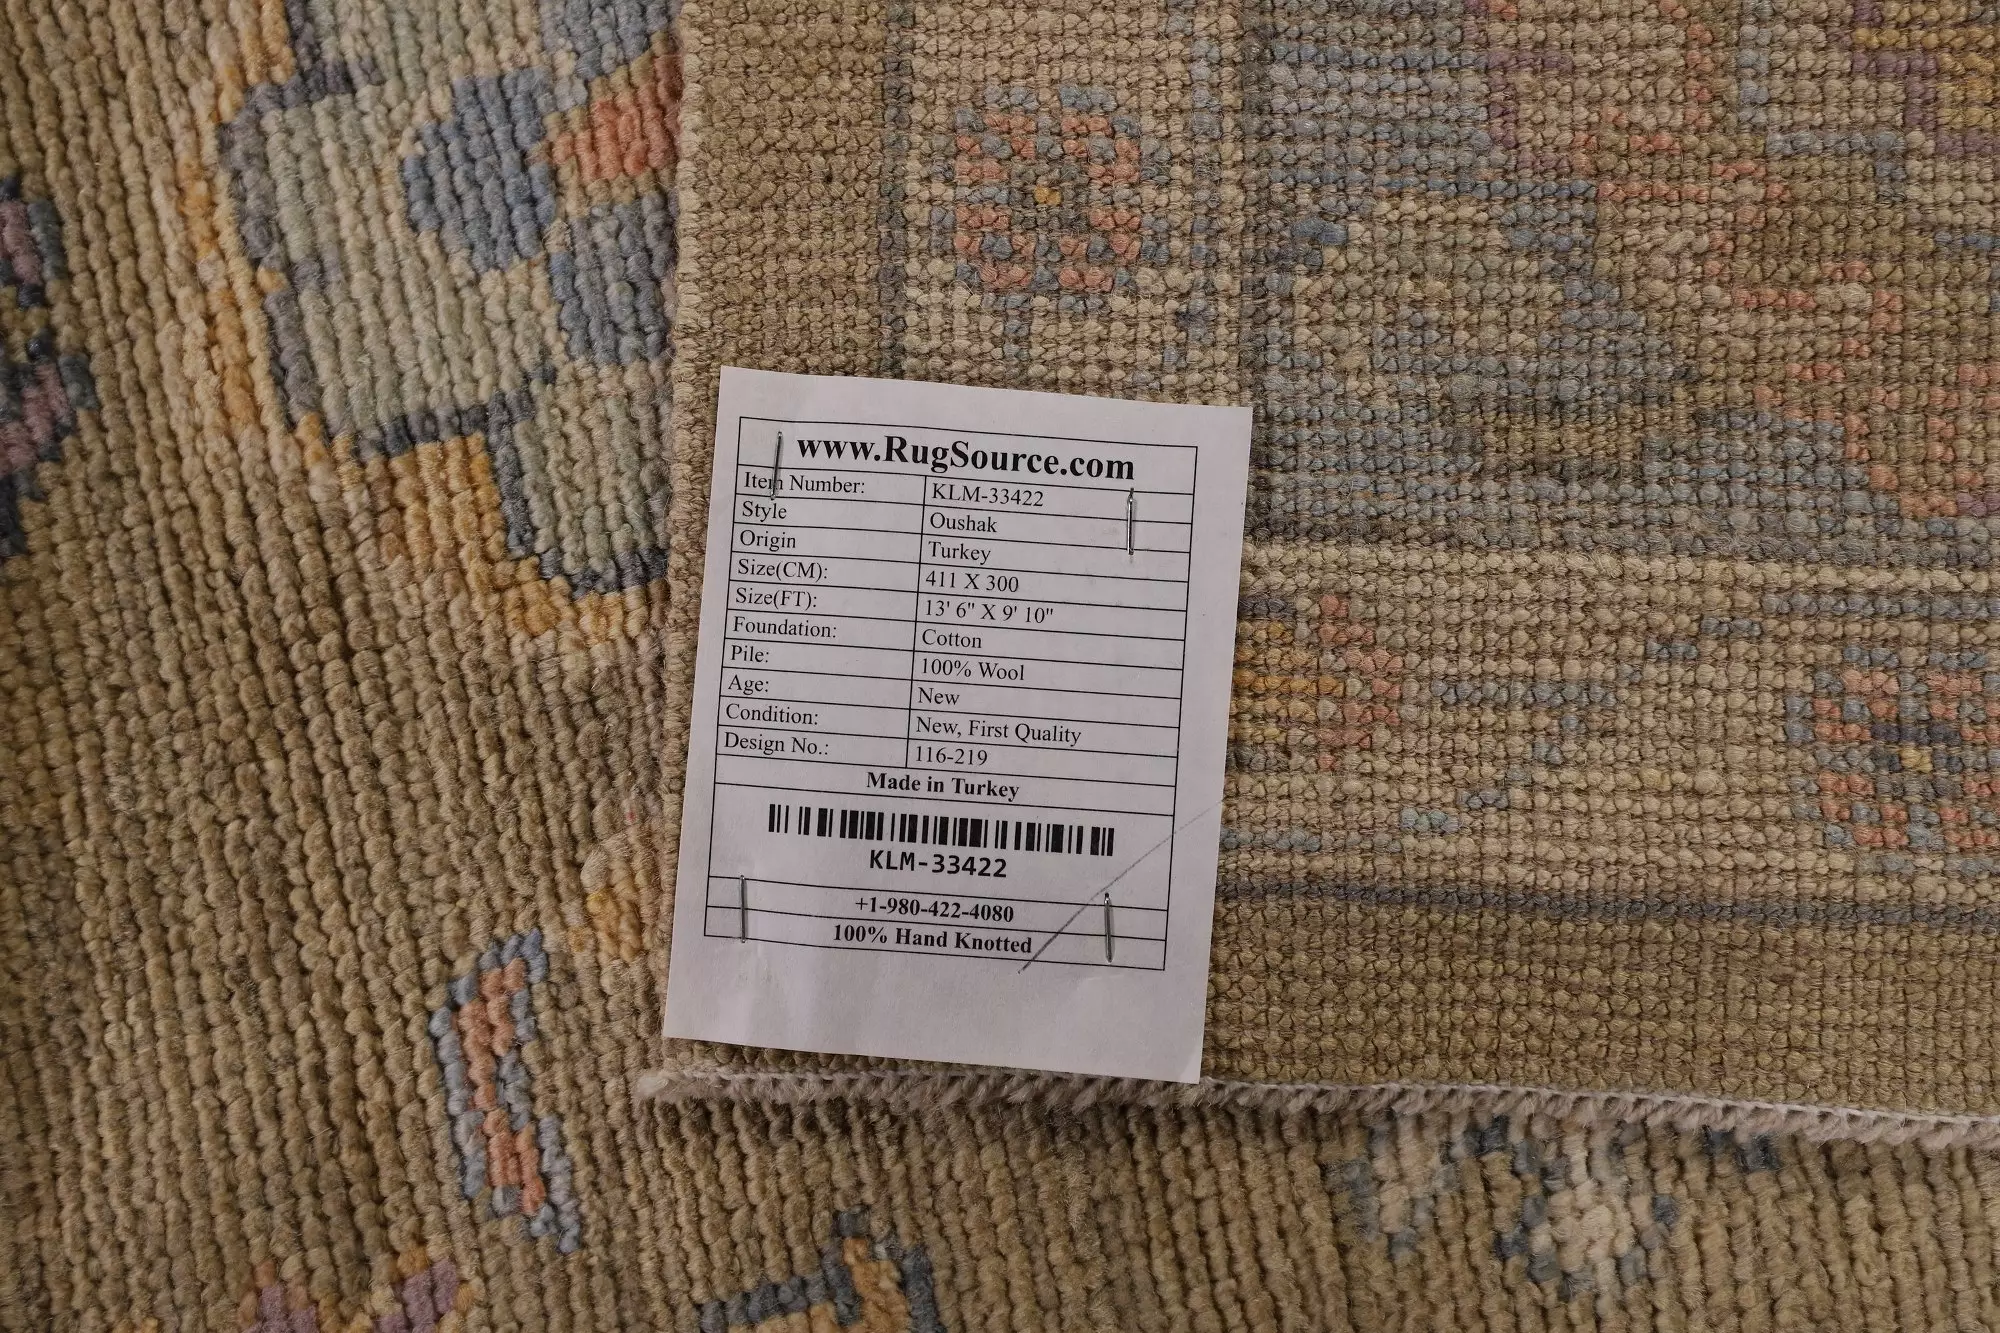 www.RugSource.com
Item Number: KLM-33422
Style Oushak
Origin Turkey
Size(CM): 411 X 300
Size(FT): 13' 6" X 9' 10"
Foundation: Cotton
Pile: 100% Wool
Age: New
Condition: New, First Quality
Design No.: 116-219
Made in Turkey
KLM-33422
+1-980-422-4080
100% Hand Knotted